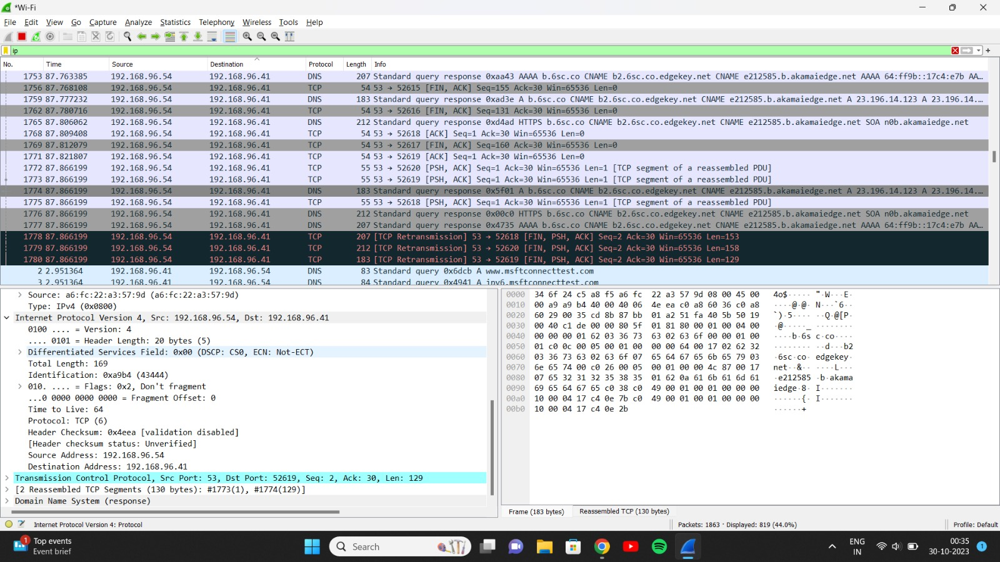 *Wi-Fi
File Edit View Go Capture Analyze Statistics Telephony Wireless Tools Help
ip
No. Time Source Destination Protocol Length Info
1753 87.763385 192.168.96.54 192.168.96.41 DNS 207 Standard query response 0xaa43 AAAA b.6sc.co CNAME b2.6sc.co.edgekey.net CNAME e212585.b.akamaiedge.net AAAA 64:ff9b::17c4:e7b AA…
1756 87.768108 192.168.96.54 192.168.96.41 TCP 54 53 → 52615 [FIN, ACK] Seq=155 Ack=30 Win=65536 Len=0
1759 87.777232 192.168.96.54 192.168.96.41 DNS 183 Standard query response 0xad3e A b.6sc.co CNAME b2.6sc.co.edgekey.net CNAME e212585.b.akamaiedge.net A 23.196.14.123 A 23.196.14.…
1762 87.780716 192.168.96.54 192.168.96.41 TCP 54 53 → 52616 [FIN, ACK] Seq=131 Ack=30 Win=65536 Len=0
1765 87.806062 192.168.96.54 192.168.96.41 DNS 212 Standard query response 0xd4ad HTTPS b.6sc.co CNAME b2.6sc.co.edgekey.net CNAME e212585.b.akamaiedge.net SOA n0b.akamaiedge.net
1768 87.809408 192.168.96.54 192.168.96.41 TCP 54 53 → 52618 [ACK] Seq=1 Ack=30 Win=65536 Len=0
1769 87.812079 192.168.96.54 192.168.96.41 TCP 54 53 → 52617 [FIN, ACK] Seq=160 Ack=30 Win=65536 Len=0
1771 87.821807 192.168.96.54 192.168.96.41 TCP 54 53 → 52619 [ACK] Seq=1 Ack=30 Win=65536 Len=0
1772 87.866199 192.168.96.54 192.168.96.41 TCP 55 53 → 52620 [PSH, ACK] Seq=1 Ack=30 Win=65536 Len=1 [TCP segment of a reassembled PDU]
1773 87.866199 192.168.96.54 192.168.96.41 TCP 55 53 → 52619 [PSH, ACK] Seq=1 Ack=30 Win=65536 Len=1 [TCP segment of a reassembled PDU]
1774 87.866199 192.168.96.54 192.168.96.41 DNS 183 Standard query response 0x5f01 A b.6sc.co CNAME b2.6sc.co.edgekey.net CNAME e212585.b.akamaiedge.net A 23.196.14.123 A 23.196.14.…
1775 87.866199 192.168.96.54 192.168.96.41 TCP 55 53 → 52618 [PSH, ACK] Seq=1 Ack=30 Win=65536 Len=1 [TCP segment of a reassembled PDU]
1776 87.866199 192.168.96.54 192.168.96.41 DNS 212 Standard query response 0x00c0 HTTPS b.6sc.co CNAME b2.6sc.co.edgekey.net CNAME e212585.b.akamaiedge.net SOA n0b.akamaiedge.net
1777 87.866199 192.168.96.54 192.168.96.41 DNS 207 Standard query response 0x4735 AAAA b.6sc.co CNAME b2.6sc.co.edgekey.net CNAME e212585.b.akamaiedge.net AAAA 64:ff9b::17c4:e7b AA…
1778 87.866199 192.168.96.54 192.168.96.41 TCP 207 [TCP Retransmission] 53 → 52618 [FIN, PSH, ACK] Seq=2 Ack=30 Win=65536 Len=153
1779 87.866199 192.168.96.54 192.168.96.41 TCP 212 [TCP Retransmission] 53 → 52620 [FIN, PSH, ACK] Seq=2 Ack=30 Win=65536 Len=158
1780 87.866199 192.168.96.54 192.168.96.41 TCP 183 [TCP Retransmission] 53 → 52619 [FIN, PSH, ACK] Seq=2 Ack=30 Win=65536 Len=129
2 2.951364 192.168.96.41 192.168.96.54 DNS 83 Standard query 0x6dcb A www.msftconnecttest.com
3 2.951364 192.168.96.41 192.168.96.54 DNS 84 Standard query 0x4941 A ipv6.msftconnecttest.com
Source: a6:fc:22:a3:57:9d (a6:fc:22:a3:57:9d)
Type: IPv4 (0x0800)
Internet Protocol Version 4, Src: 192.168.96.54, Dst: 192.168.96.41
0100 .... = Version: 4
.... 0101 = Header Length: 20 bytes (5)
Differentiated Services Field: 0x00 (DSCP: CS0, ECN: Not-ECT)
Total Length: 169
Identification: 0xa9b4 (43444)
010. .... = Flags: 0x2, Don't fragment
...0 0000 0000 0000 = Fragment Offset: 0
Time to Live: 64
Protocol: TCP (6)
Header Checksum: 0x4eea [validation disabled]
[Header checksum status: Unverified]
Source Address: 192.168.96.54
Destination Address: 192.168.96.41
Transmission Control Protocol, Src Port: 53, Dst Port: 52619, Seq: 2, Ack: 30, Len: 129
[2 Reassembled TCP Segments (130 bytes): #1773(1), #1774(129)]
Domain Name System (response)
0000 34 6f 24 c5 a8 f5 a6 fc 22 a3 57 9d 08 00 45 00 4o$·····"·W···E·
0010 00 a9 a9 b4 40 00 40 06 4e ea c0 a8 60 36 c0 a8 ····@·@·N···`6··
0020 60 29 00 35 cd 8b 87 bb 01 a2 51 fa 40 5b 50 19 `)·5······Q·@[P·
0030 00 40 c1 de 00 00 80 5f 01 81 80 00 01 00 04 00 ·@·····_········
0040 00 00 00 01 62 03 36 73 63 02 63 6f 00 00 01 00 ····b·6s c·co····
0050 01 c0 0c 00 05 00 01 00 00 00 64 00 17 02 62 32 ··········d···b2
0060 03 36 73 63 02 63 6f 07 65 64 67 65 6b 65 79 03 ·6sc·co· edgekey·
0070 6e 65 74 00 c0 26 00 05 00 01 00 00 4c 87 00 17 net··&······L···
0080 07 65 32 31 32 35 38 35 01 62 0a 61 6b 61 6d 61 ·e212585 ·b·akama
0090 69 65 64 67 65 c0 38 c0 49 00 01 00 01 00 00 00 iedge·8· I·······
00a0 10 00 04 17 c4 0e 7b c0 49 00 01 00 01 00 00 00 ······{· I·······
00b0 10 00 04 17 c4 0e 2b ······+
Frame (183 bytes) Reassembled TCP (130 bytes)
Internet Protocol Version 4: Protocol Packets: 1863 · Displayed: 819 (44.0%) Profile: Default
1 Top events
Event brief
Search
ENG
IN
00:35
30-10-2023
1